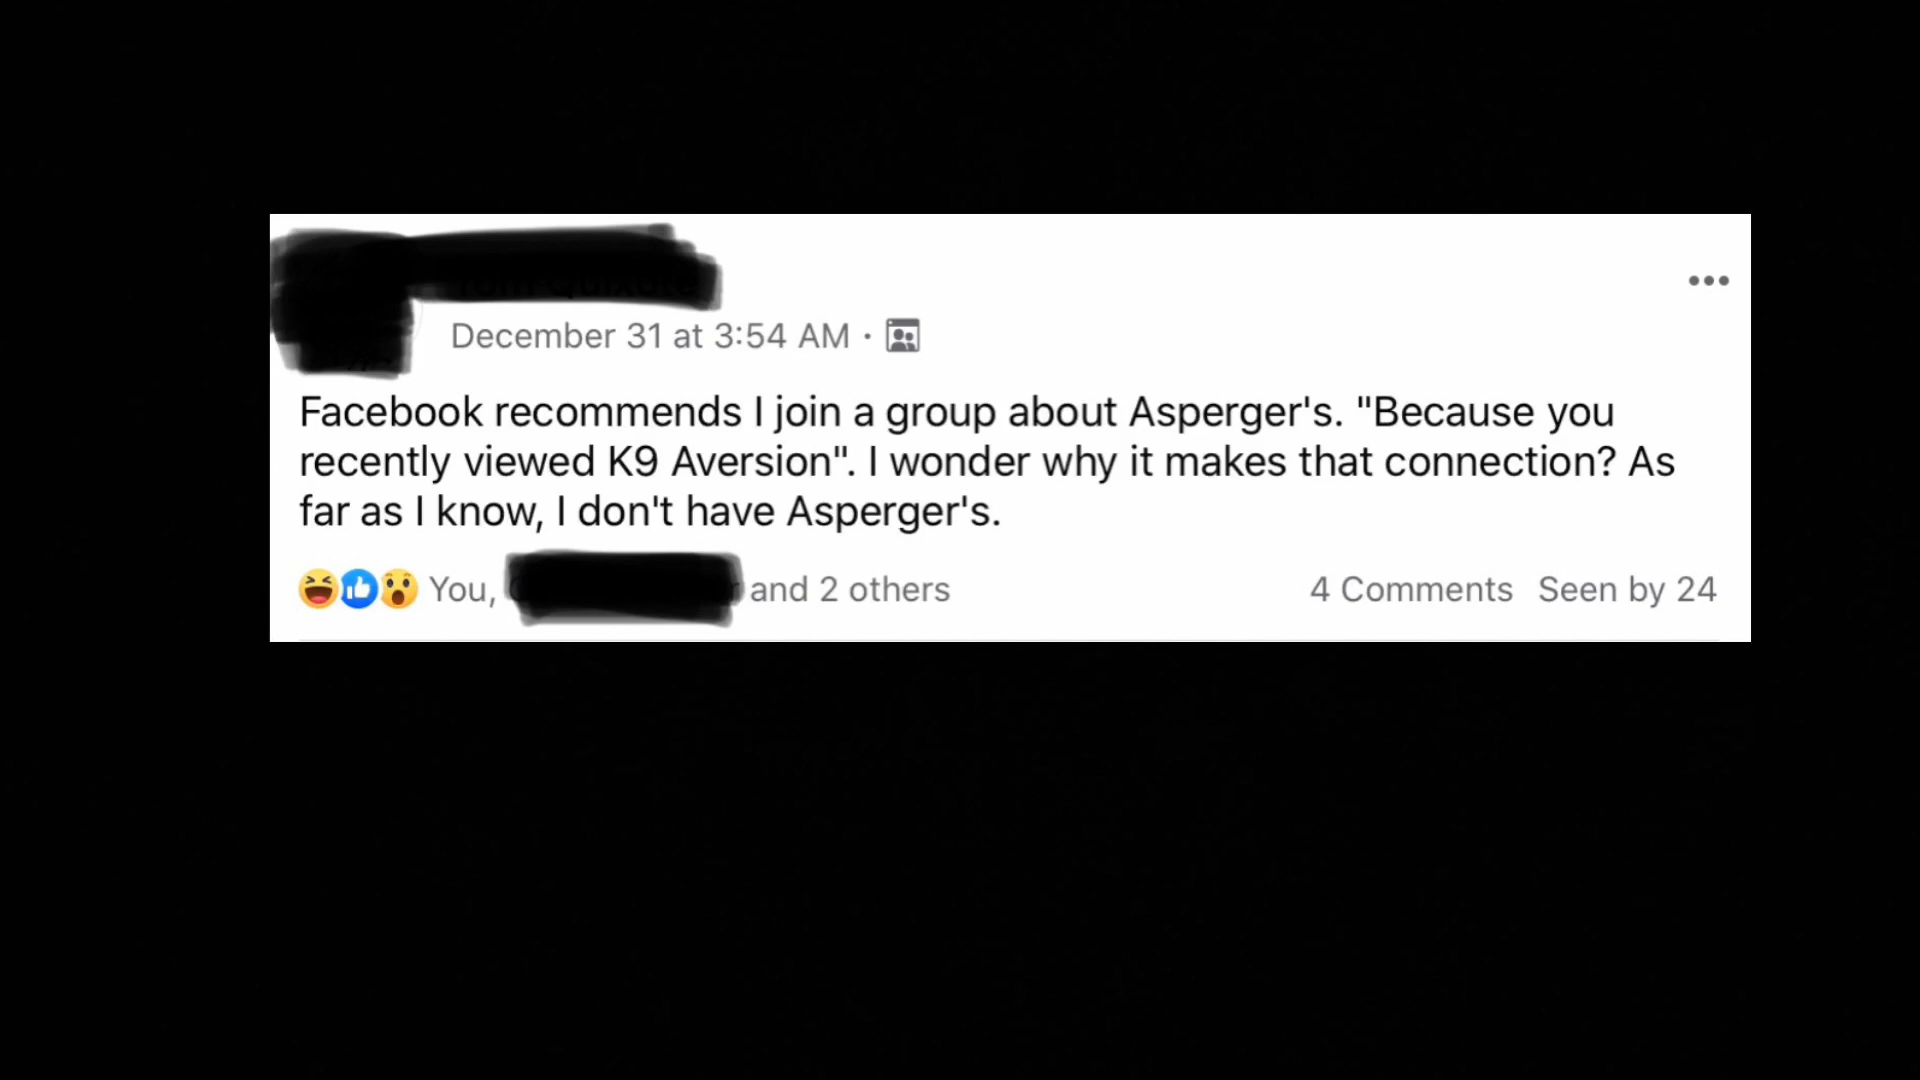 December 31 at 3:54 AM ·
Facebook recommends I join a group about Asperger's. "Because you
recently viewed K9 Aversion". I wonder why it makes that connection? As
far as I know, I don't have Asperger's.
You, and 2 others 4 Comments Seen by 24